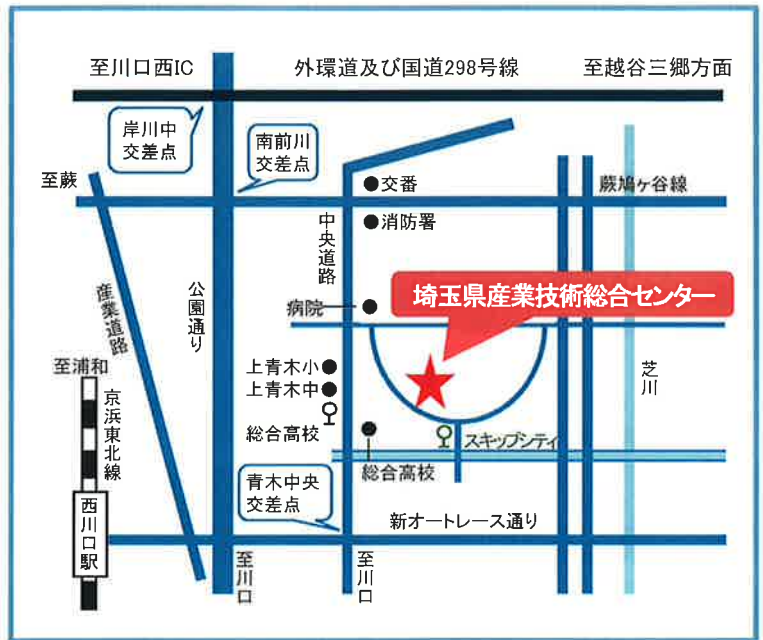 至川口西IC
外環道及び国道298号線
至越谷三郷方面
岸川中
交差点
南前川
交差点
至蕨
交番
蕨鳩ヶ谷線
消防署
中央道路
産業道路
公園通り
埼玉県産業技術総合センター
病院
至浦和
上青木小
上青木中
芝川
京浜東北線
総合高校
スキップシティ
総合高校
青木中央
交差点
西川口駅
新オートレース通り
至川口
至川口